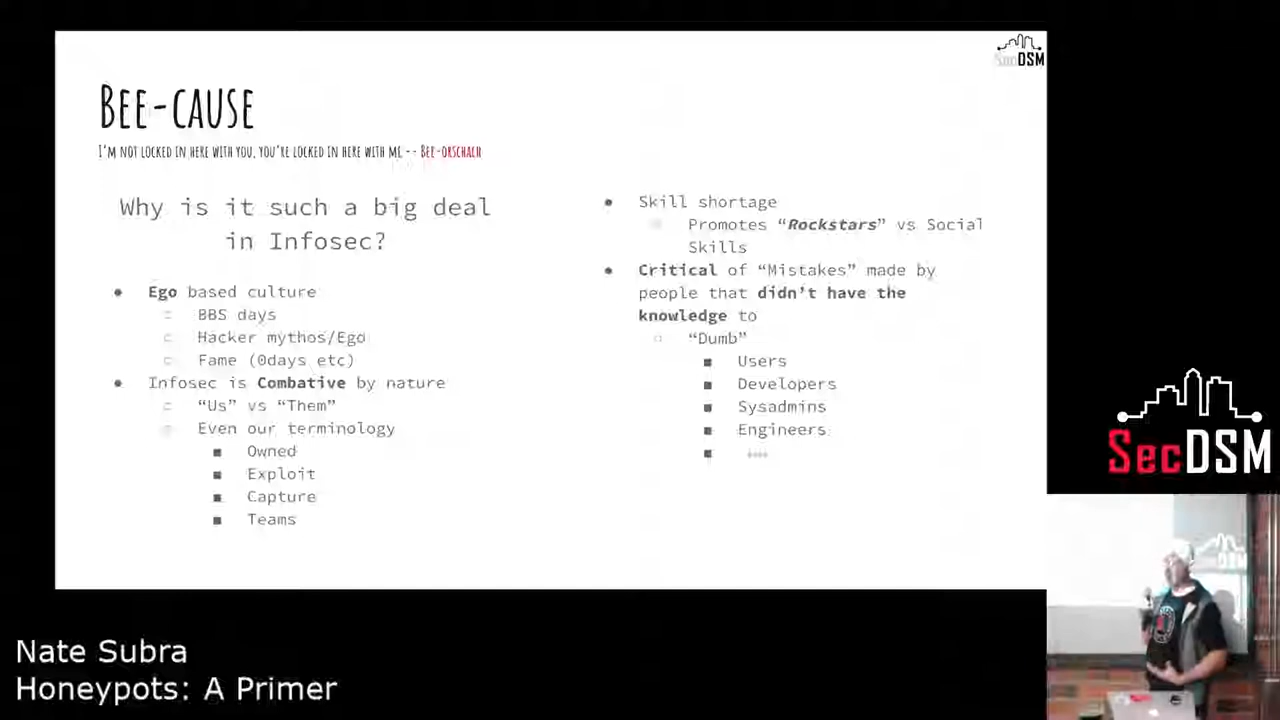 SecDSM
BEE-CAUSE
I'M NOT LOCKED IN HERE WITH YOU, YOU'RE LOCKED IN HERE WITH ME -- BEE-ORSCHACH
Why is it such a big deal
in Infosec?
Ego based culture
BBS days
Hacker mythos/Ego
Fame (0days etc)
Infosec is Combative by nature
“Us” vs “Them”
Even our terminology
Owned
Exploit
Capture
Teams
Skill shortage
Promotes “Rockstars” vs Social
Skills
Critical of “Mistakes” made by
people that didn’t have the
knowledge to
“Dumb”
Users
Developers
Sysadmins
Engineers
SecDSM
Nate Subra
Honeypots: A Primer